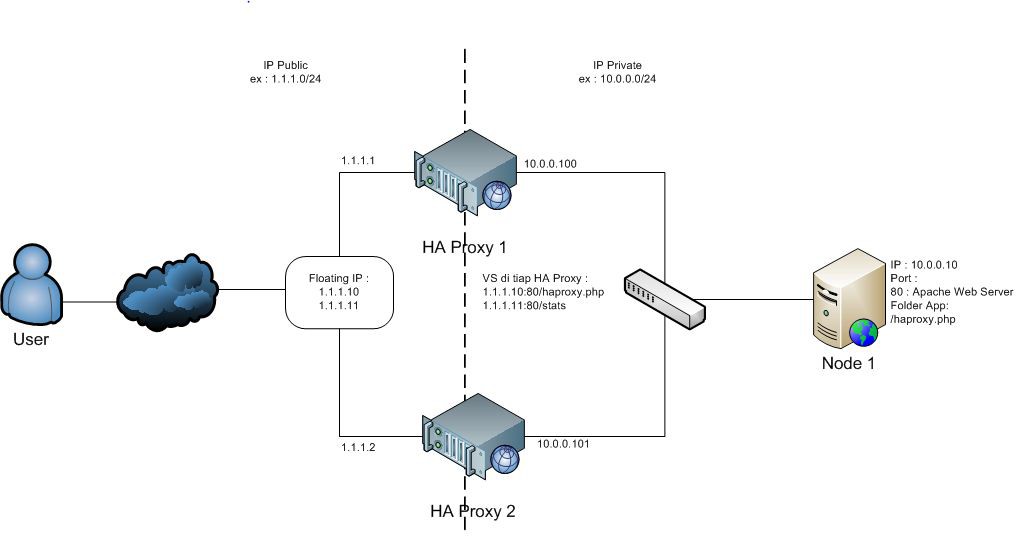 IP Public
ex : 1.1.1.0/24
IP Private
ex : 10.0.0.0/24
1.1.1.1
10.0.0.100
HA Proxy 1
Floating IP :
1.1.1.10
1.1.1.11
VS di tiap HA Proxy :
1.1.1.10:80/haproxy.php
1.1.1.11:80/stats
IP : 10.0.0.10
Port :
80 : Apache Web Server
Folder App:
/haproxy.php
User
Node 1
1.1.1.2
10.0.0.101
HA Proxy 2